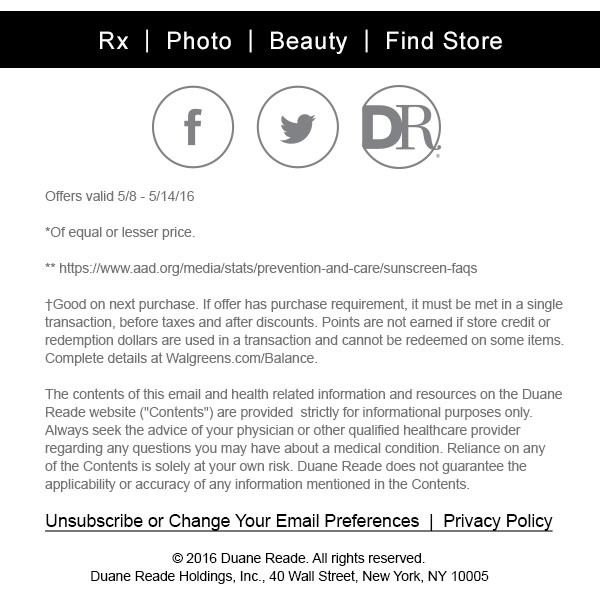 Rx | Photo | Beauty | Find Store
f
DR
Offers valid 5/8 - 5/14/16
*Of equal or lesser price.
** https://www.aad.org/media/stats/prevention-and-care/sunscreen-faqs
†Good on next purchase. If offer has purchase requirement, it must be met in a single
transaction, before taxes and after discounts. Points are not earned if store credit or
redemption dollars are used in a transaction and cannot be redeemed on some items.
Complete details at Walgreens.com/Balance.
The contents of this email and health related information and resources on the Duane
Reade website ("Contents") are provided  strictly for informational purposes only.
Always seek the advice of your physician or other qualified healthcare provider
regarding any questions you may have about a medical condition. Reliance on any
of the Contents is solely at your own risk. Duane Reade does not guarantee the
applicability or accuracy of any information mentioned in the Contents.
Unsubscribe or Change Your Email Preferences | Privacy Policy
© 2016 Duane Reade. All rights reserved.
Duane Reade Holdings, Inc., 40 Wall Street, New York, NY 10005